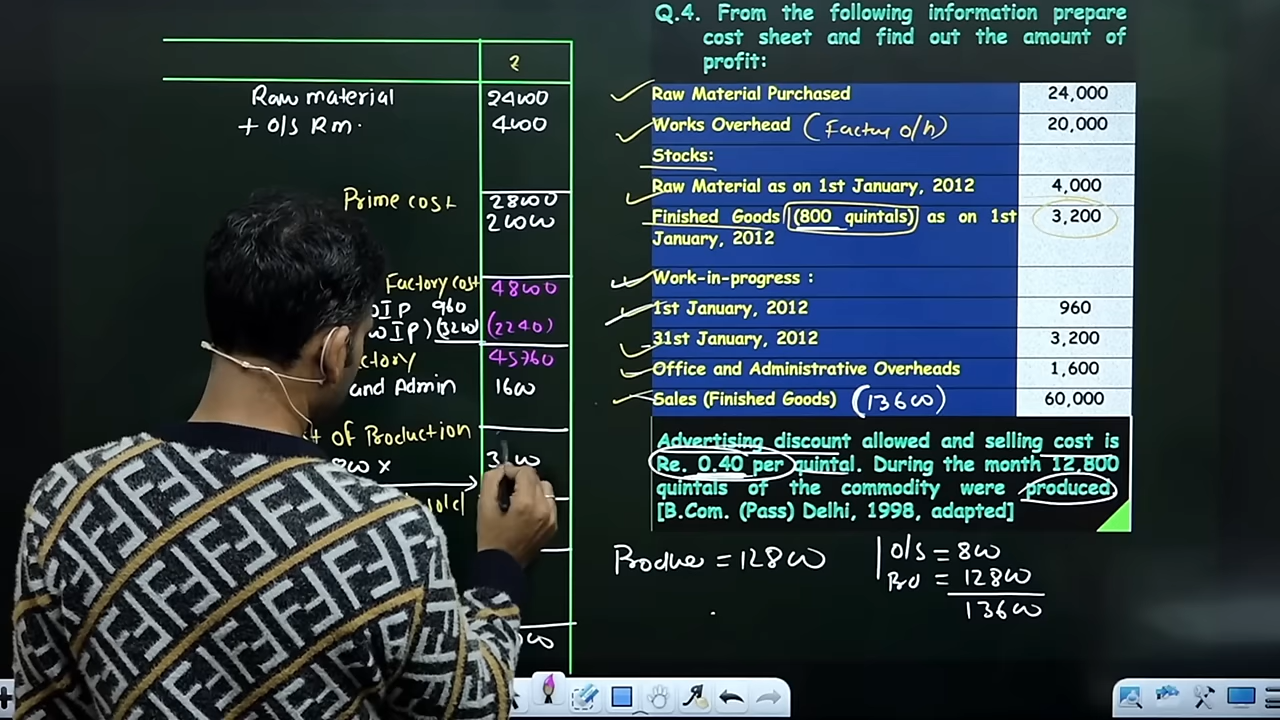 Q.4. From the following information prepare
cost sheet and find out the amount of
profit:
Raw Material Purchased 24,000
Works Overhead (Factory O/h) 20,000
Stocks:
Raw Material as on 1st January, 2012 4,000
Finished Goods (800 quintals) as on 1st 3,200
January, 2012
Work-in-progress :
1st January, 2012 960
31st January, 2012 3,200
Office and Administrative Overheads 1,600
Sales (Finished Goods) (13600) 60,000
Advertising discount allowed and selling cost is
Re. 0.40 per quintal. During the month 12,800
quintals of the commodity were produced.
[B.Com. (Pass) Delhi, 1998, adapted]
Produce = 12800
O/S = 800
= 12800
13600
Raw material 24000
+ O/S Rm. 4000
Prime cost 28000
20000
Factory cost 48000
960
(3200) (2240)
45760
and Admin 1600
of Production